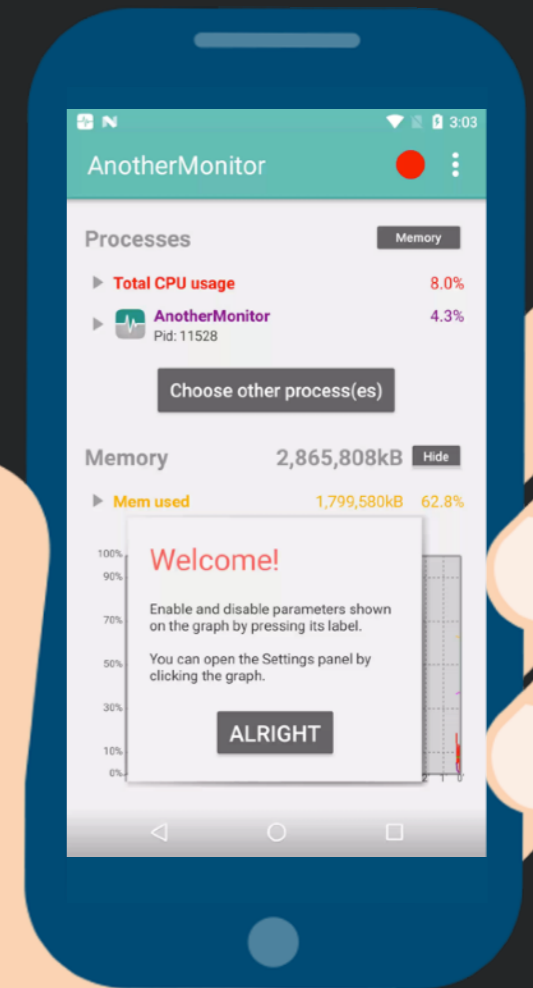 3:03
AnotherMonitor
Processes
Memory
Total CPU usage
8.0%
AnotherMonitor
4.3%
Pid: 11528
Choose other process(es)
Memory
2,865,808kB
Hide
Mem used
1,799,580kB
62.8%
100%
90%
70%
50%
30%
10%
0%
Welcome!
Enable and disable parameters shown
on the graph by pressing its label.
You can open the Settings panel by
clicking the graph.
ALRIGHT
1
0